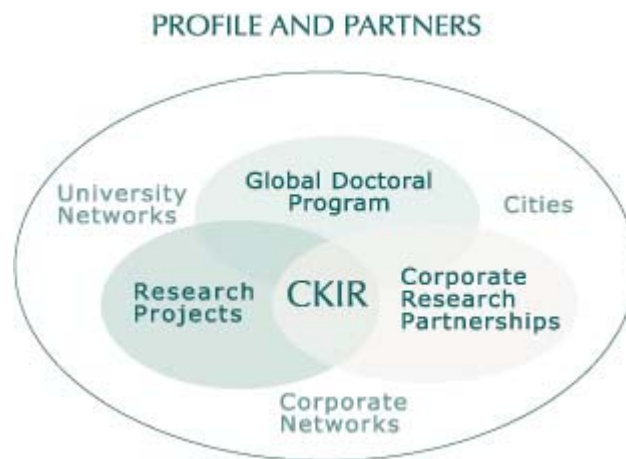 PROFILE AND PARTNERS
Global Doctoral
Program
University
Networks
Cities
Research
Projects
CKIR
Corporate
Research
Partnerships
Corporate
Networks